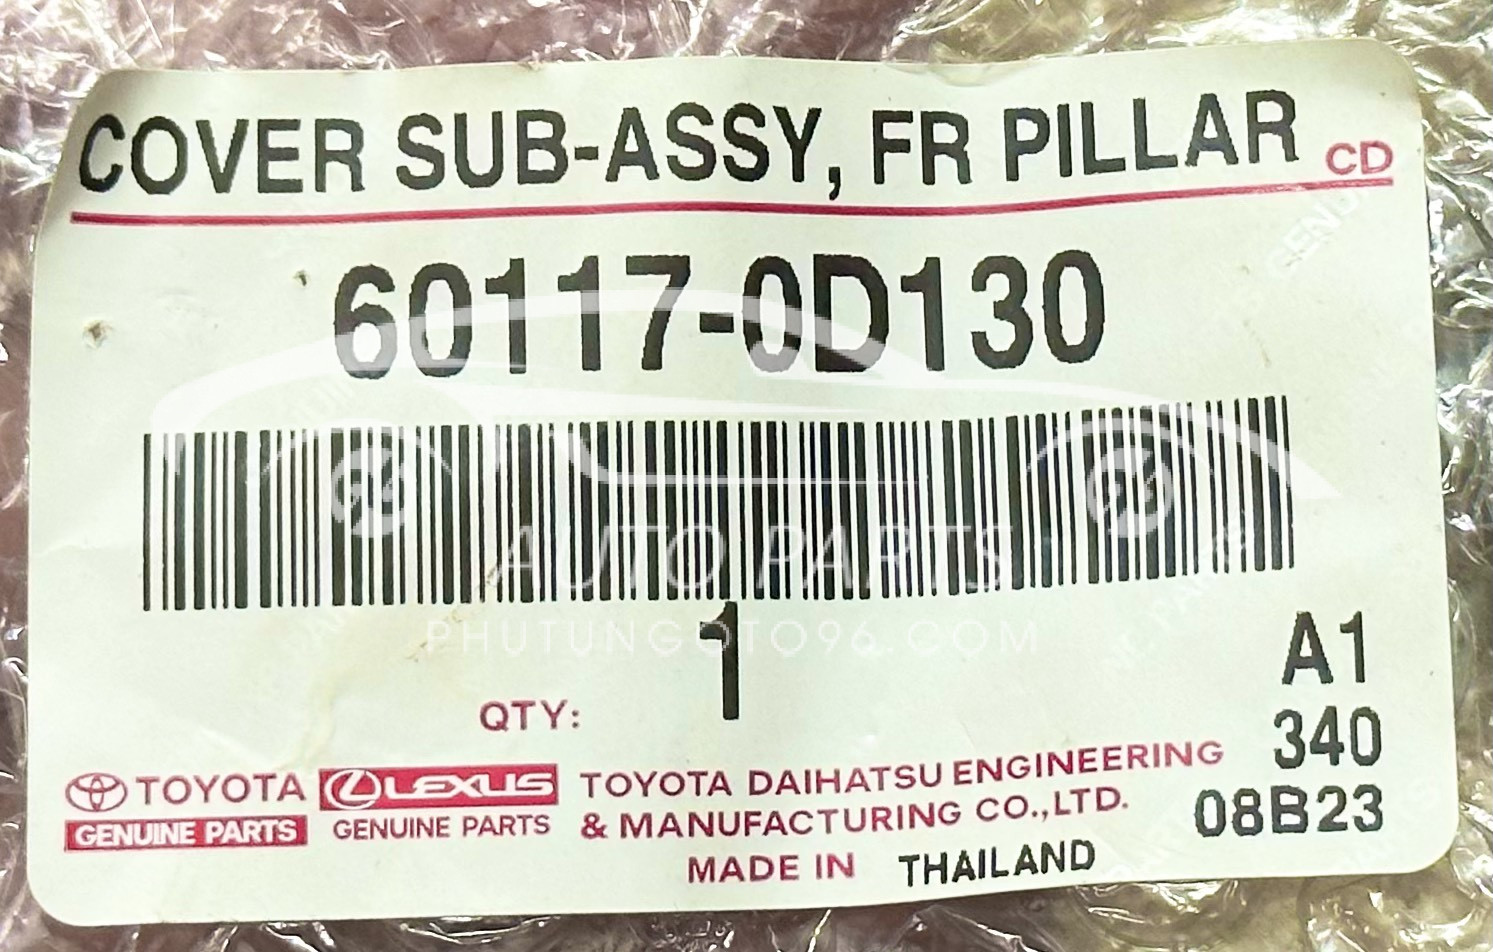 COVER SUB-ASSY, FR PILLAR CD
60117-0D130
AUTO PARTS
PHUTUNGOTO96.COM
QTY: 1
A1
340
08B23
TOYOTA
GENUINE PARTS
LEXUS
GENUINE PARTS
TOYOTA DAIHATSU ENGINEERING
& MANUFACTURING CO.,LTD.
MADE IN THAILAND